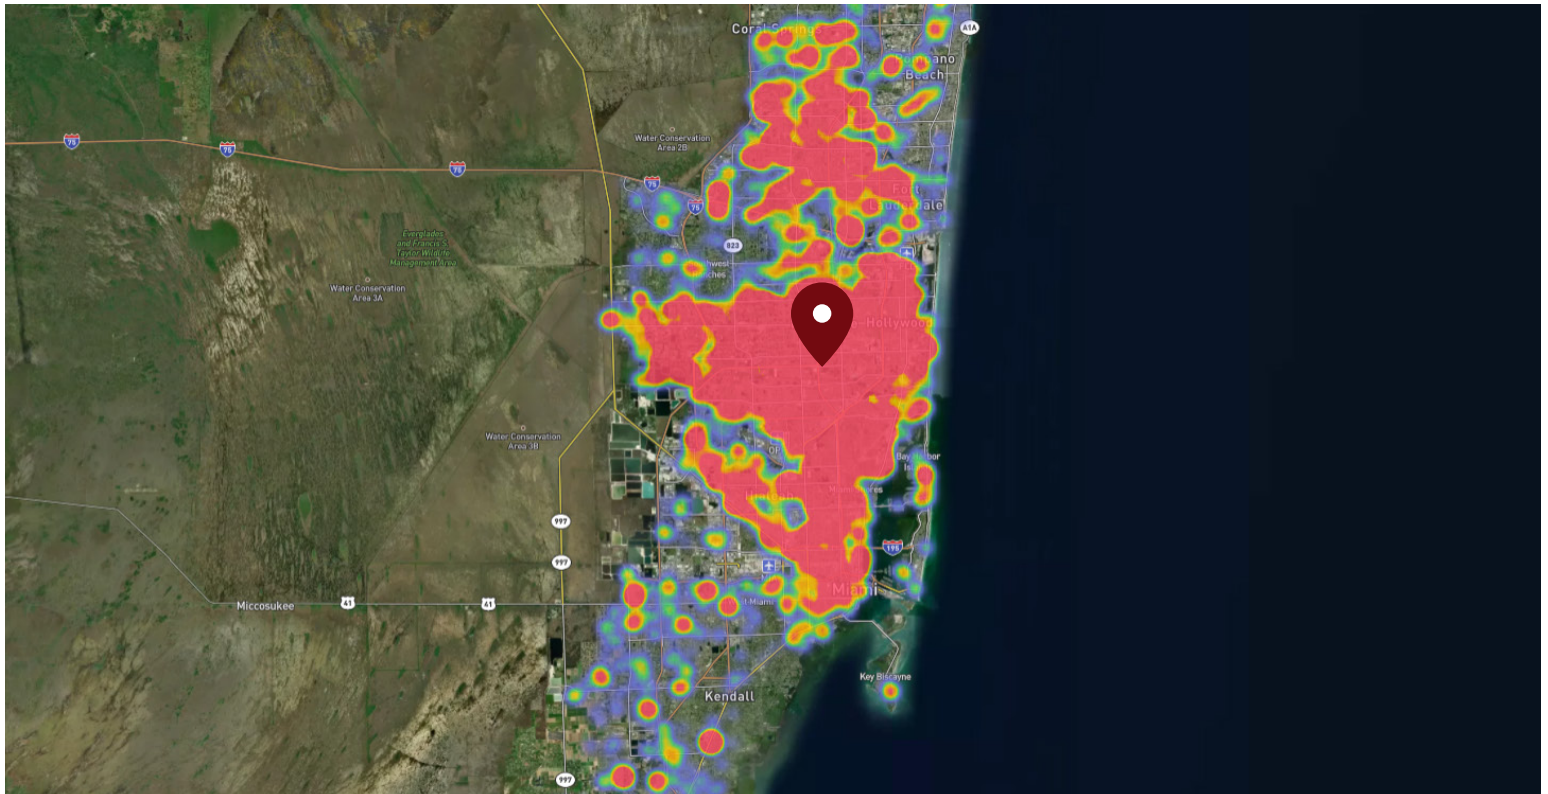 Coral Springs
A1A
Pompano
Beach
Water Conservation
Area 2B
75
75
75
75
75
Fort
Lauderdale
Everglades
and Francis S.
Taylor Wildlife
Management Area
823
Water Conservation
Area 3A
Hollywood
Water Conservation
Area 3B
OP
Bay Harbor
997
195
997
Miami
Miccosukee
41
41
Key Biscayne
Kendall
997